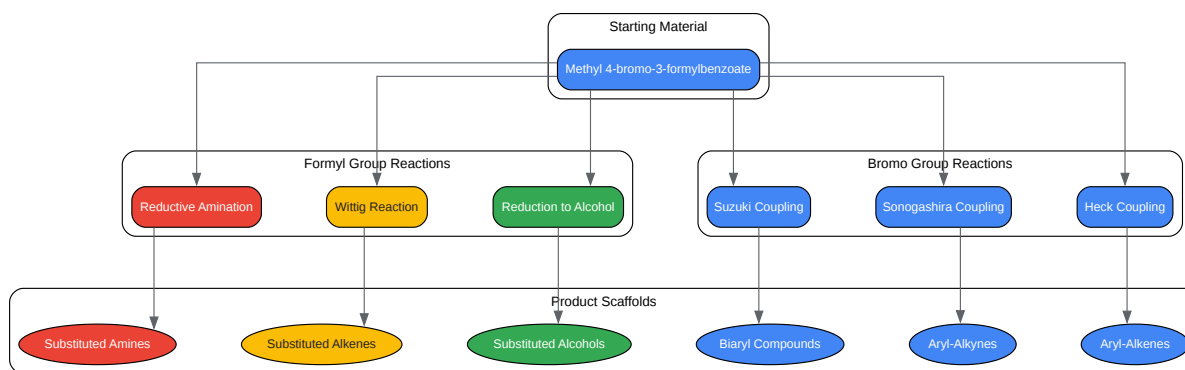 Starting Material
Methyl 4-bromo-3-formylbenzoate
Formyl Group Reactions
Bromo Group Reactions
Reductive Amination
Wittig Reaction
Reduction to Alcohol
Suzuki Coupling
Sonogashira Coupling
Heck Coupling
Product Scaffolds
Substituted Amines
Substituted Alkenes
Substituted Alcohols
Biaryl Compounds
Aryl-Alkynes
Aryl-Alkenes